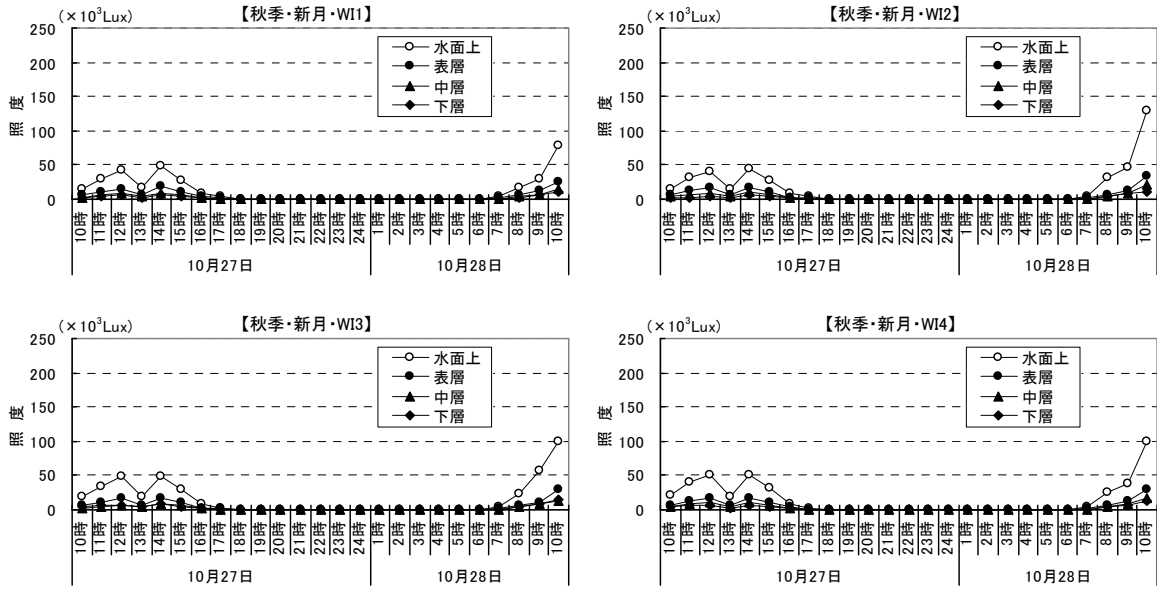 (×10³Lux) 【秋季・新月・WI1】
250
200
150
100
50
0
照度
水面上
表層
中層
下層
10時 11時 12時 13時 14時 15時 16時 17時 18時 19時 20時 21時 22時 23時 24時 1時 2時 3時 4時 5時 6時 7時 8時 9時 10時
10月27日 10月28日
(×10³Lux) 【秋季・新月・WI2】
250
200
150
100
50
0
照度
水面上
表層
中層
下層
10時 11時 12時 13時 14時 15時 16時 17時 18時 19時 20時 21時 22時 23時 24時 1時 2時 3時 4時 5時 6時 7時 8時 9時 10時
10月27日 10月28日
(×10³Lux) 【秋季・新月・WI3】
250
200
150
100
50
0
照度
水面上
表層
中層
下層
10時 11時 12時 13時 14時 15時 16時 17時 18時 19時 20時 21時 22時 23時 24時 1時 2時 3時 4時 5時 6時 7時 8時 9時 10時
10月27日 10月28日
(×10³Lux) 【秋季・新月・WI4】
250
200
150
100
50
0
照度
水面上
表層
中層
下層
10時 11時 12時 13時 14時 15時 16時 17時 18時 19時 20時 21時 22時 23時 24時 1時 2時 3時 4時 5時 6時 7時 8時 9時 10時
10月27日 10月28日